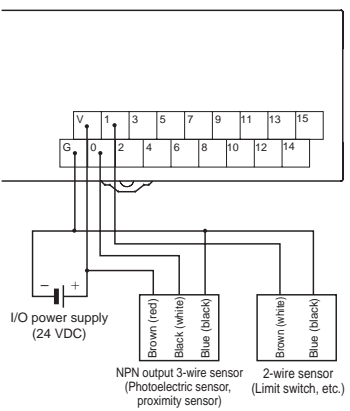 V 1 3 5 7 9 11 13 15
G 0 2 4 6 8 10 12 14
− +
I/O power supply
(24 VDC)
Brown (red)
Black (white)
Blue (black)
Brown (white)
Blue (black)
NPN output 3-wire sensor
(Photoelectric sensor,
proximity sensor)
2-wire sensor
(Limit switch, etc.)